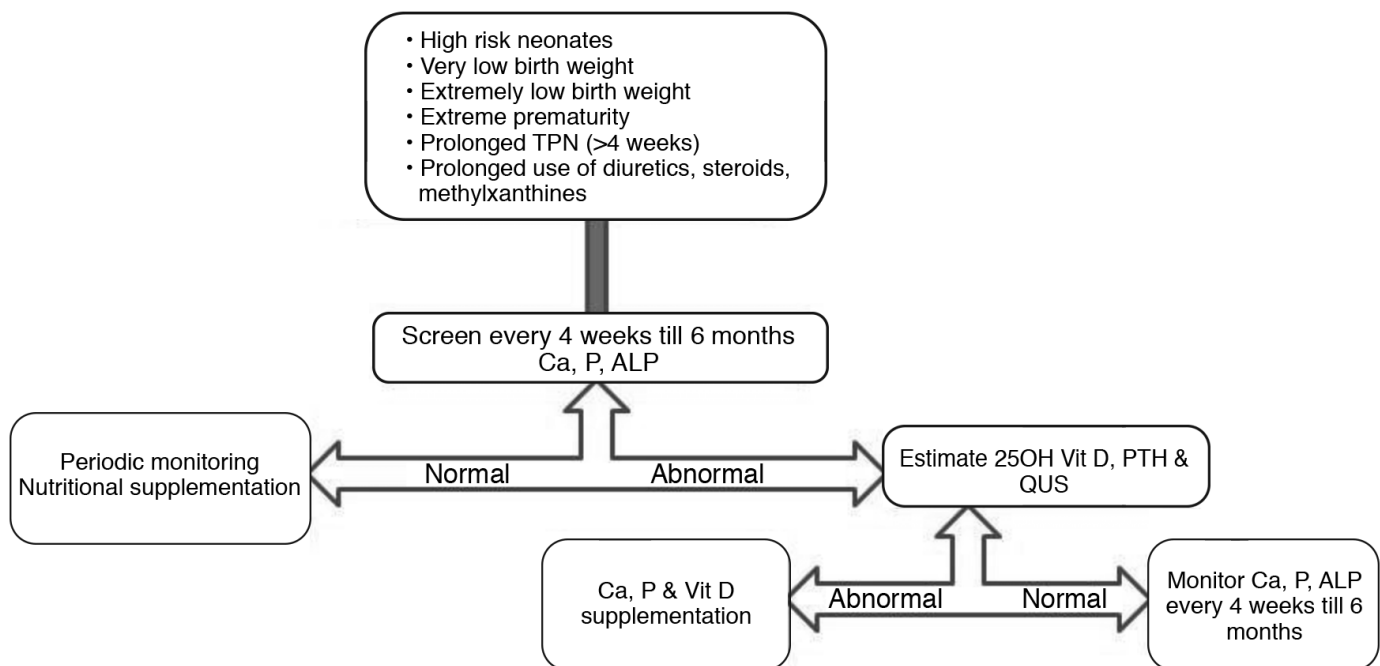 • High risk neonates
• Very low birth weight
• Extremely low birth weight
• Extreme prematurity
• Prolonged TPN (>4 weeks)
• Prolonged use of diuretics, steroids,
methylxanthines
Screen every 4 weeks till 6 months
Ca, P, ALP
Normal
Abnormal
Periodic monitoring
Nutritional supplementation
Estimate 25OH Vit D, PTH &
QUS
Abnormal
Normal
Ca, P & Vit D
supplementation
Monitor Ca, P, ALP
every 4 weeks till 6
months